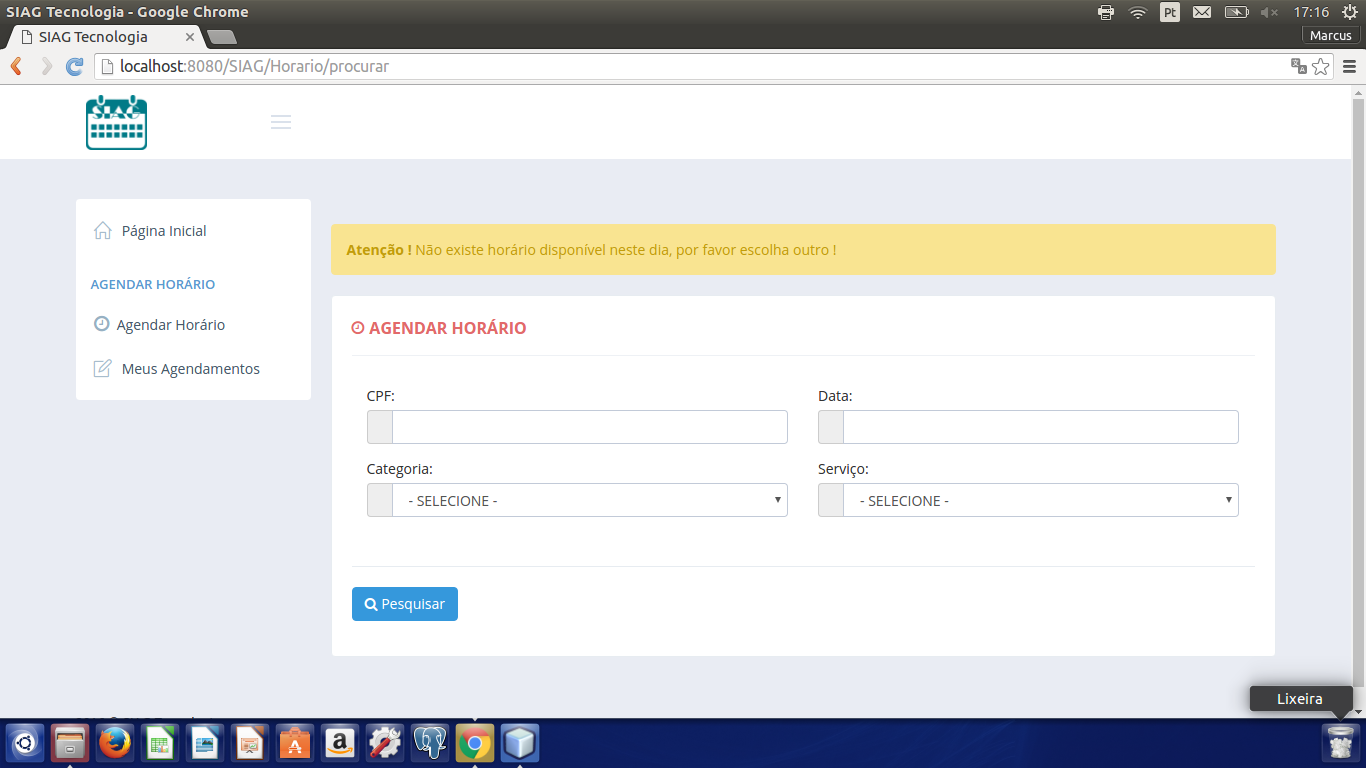 SIAG Tecnologia - Google Chrome
Pt
17:16
SIAG Tecnologia
Marcus
localhost:8080/SIAG/Horario/procurar
SIAG
Página Inicial
AGENDAR HORÁRIO
Agendar Horário
Meus Agendamentos
Atenção ! Não existe horário disponível neste dia, por favor escolha outro !
AGENDAR HORÁRIO
CPF:
Data:
Categoria:
Serviço:
- SELECIONE -
- SELECIONE -
Pesquisar
Lixeira